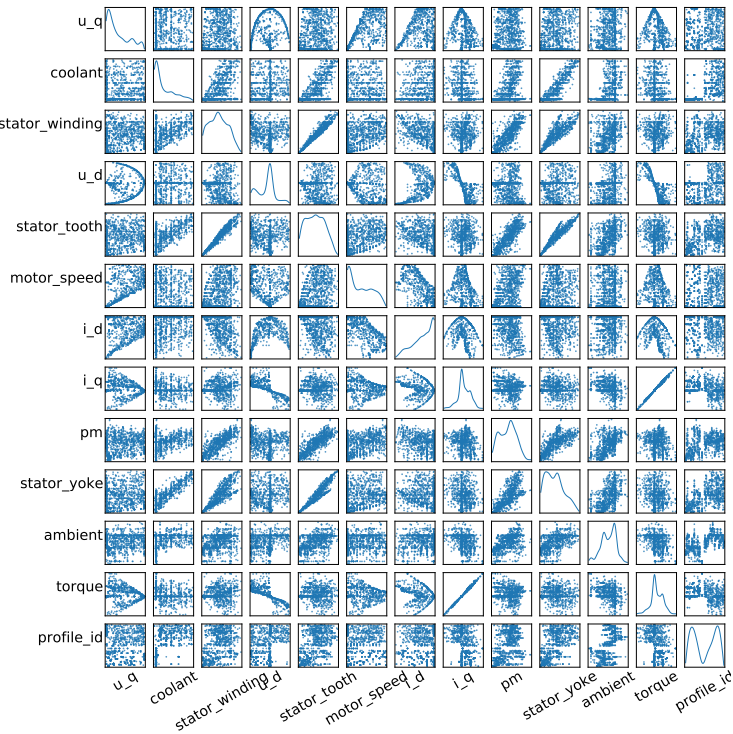 u_q
coolant
stator_winding
u_d
stator_tooth
motor_speed
i_d
i_q
pm
stator_yoke
ambient
torque
profile_id
u_q
coolant
stator_winding
u_d
stator_tooth
motor_speed
i_d
i_q
pm
stator_yoke
ambient
torque
profile_id